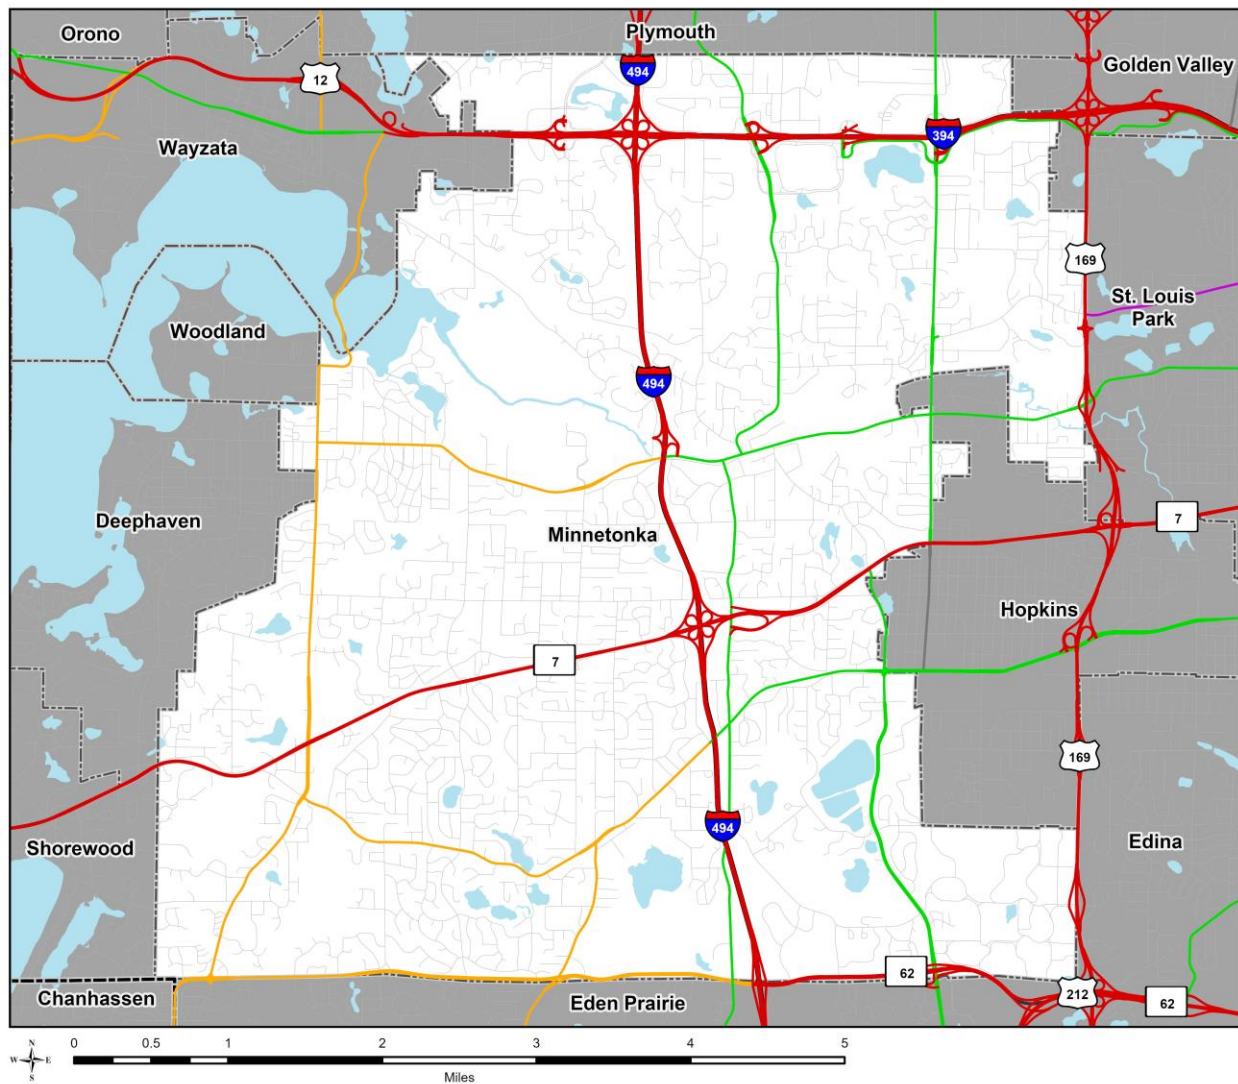 Orono
Plymouth
494
12
Golden Valley
394
Wayzata
169
St. Louis
Park
Woodland
494
Deephaven
Minnetonka
7
Hopkins
7
169
494
Shorewood
Edina
62
Chanhassen
Eden Prairie
212
62
N
W E
S
0 0.5 1 2 3 4 5
Miles